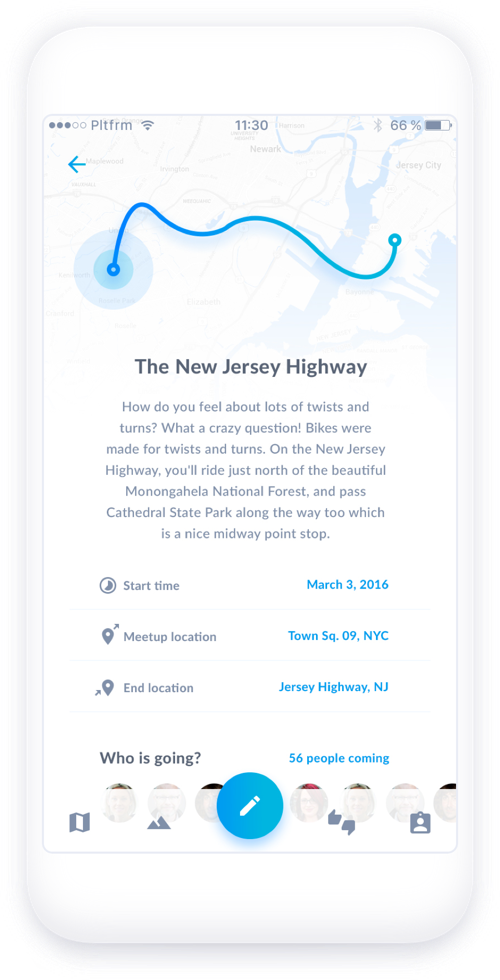 Pltfrm 11:30 66 %
Harrison
UNIVERSITY
HEIGHTS
Newark
Maplewood
Jersey City
Irvington
Elizabeth
The New Jersey Highway
How do you feel about lots of twists and
turns? What a crazy question! Bikes were
made for twists and turns. On the New Jersey
Highway, you'll ride just north of the beautiful
Monongahela National Forest, and pass
Cathedral State Park along the way too which
is a nice midway point stop.
Start time March 3, 2016
Meetup location Town Sq. 09, NYC
End location Jersey Highway, NJ
Who is going? 56 people coming